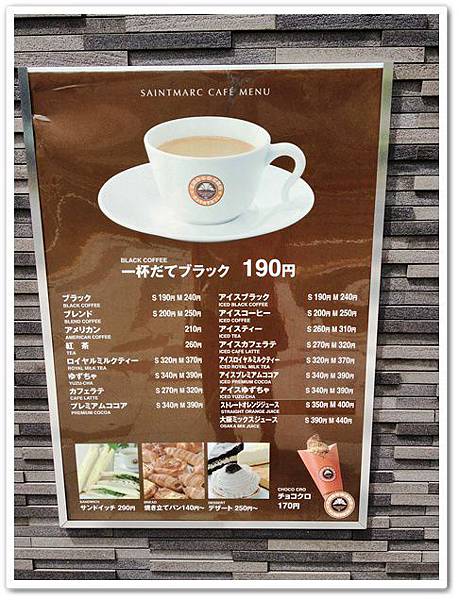 SAINTMARC CAFÉ MENU
BLACK COFFEE
一杯だてブラック 190円
ブラック S 190円 M 240円
BLACK COFFEE
ブレンド S 200円 M 250円
BLEND COFFEE
アメリカン 210円
AMERICAN COFFEE
紅茶 260円
TEA
ロイヤルミルクティー S 320円 M 370円
ROYAL MILK TEA
ゆずちゃ S 340円 M 390円
YUZU-CHA
カフェラテ S 270円 M 320円
CAFE LATTE
プレミアムココア S 340円 M 390円
PREMIUM COCOA
アイスブラック S 190円 M 240円
ICED BLACK COFFEE
アイスコーヒー S 200円 M 250円
ICED COFFEE
アイスティー S 260円 M 310円
ICED TEA
アイスカフェラテ S 270円 M 320円
ICED CAFE LATTE
アイスロイヤルミルクティー S 320円 M 370円
ICED ROYAL MILK TEA
アイスプレミアムココア S 340円 M 390円
ICED PREMIUM COCOA
アイスゆずちゃ S 340円 M 390円
ICED YUZU-CHA
ストレートオレンジジュース S 350円 M 400円
STRAIGHT ORANGE JUICE
大阪ミックスジュース S 390円 M 440円
OSAKA MIX JUICE
SANDWICH
サンドイッチ 290円
BREAD
焼き立てパン 140円〜
DESSERT
デザート 250円〜
CHOCO CRO
チョコクロ
170円